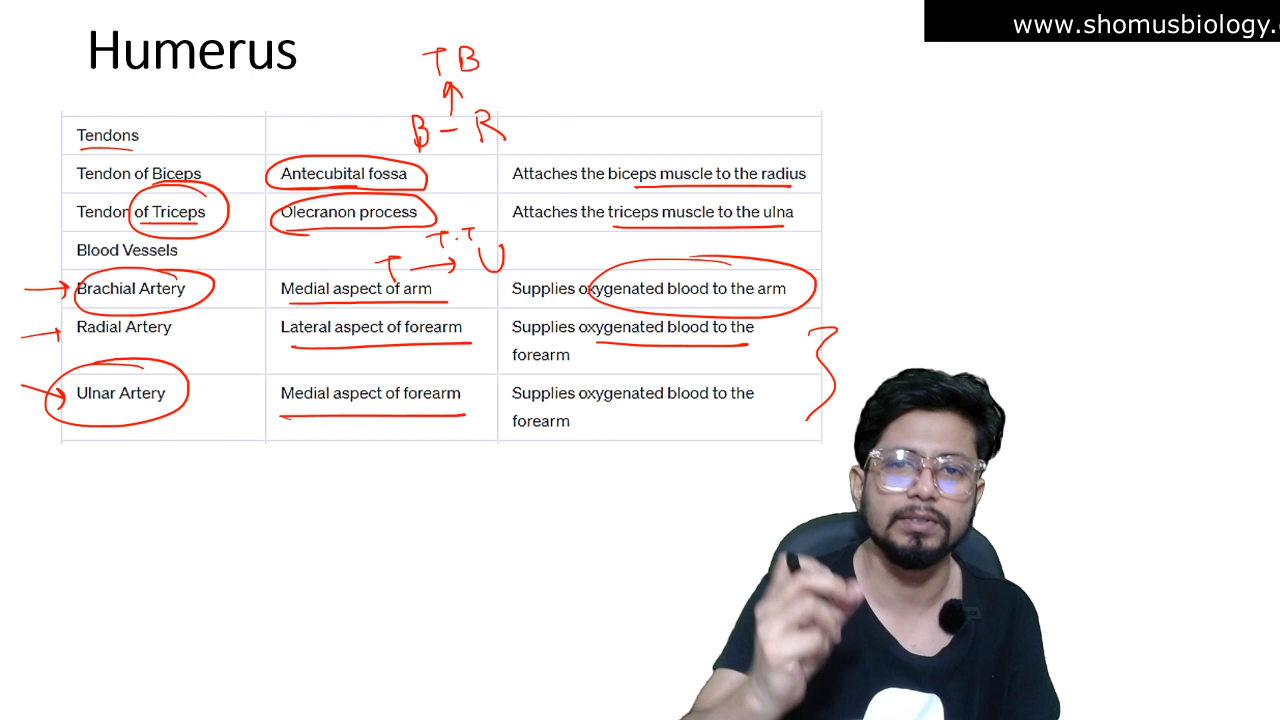 www.shomusbiology.
Humerus
T B
B - R
Tendons
Tendon of Biceps Antecubital fossa Attaches the biceps muscle to the radius
Tendon of Triceps Olecranon process Attaches the triceps muscle to the ulna
Blood Vessels
T.T
T → U
Brachial Artery Medial aspect of arm Supplies oxygenated blood to the arm
Radial Artery Lateral aspect of forearm Supplies oxygenated blood to the
forearm
Ulnar Artery Medial aspect of forearm Supplies oxygenated blood to the
forearm